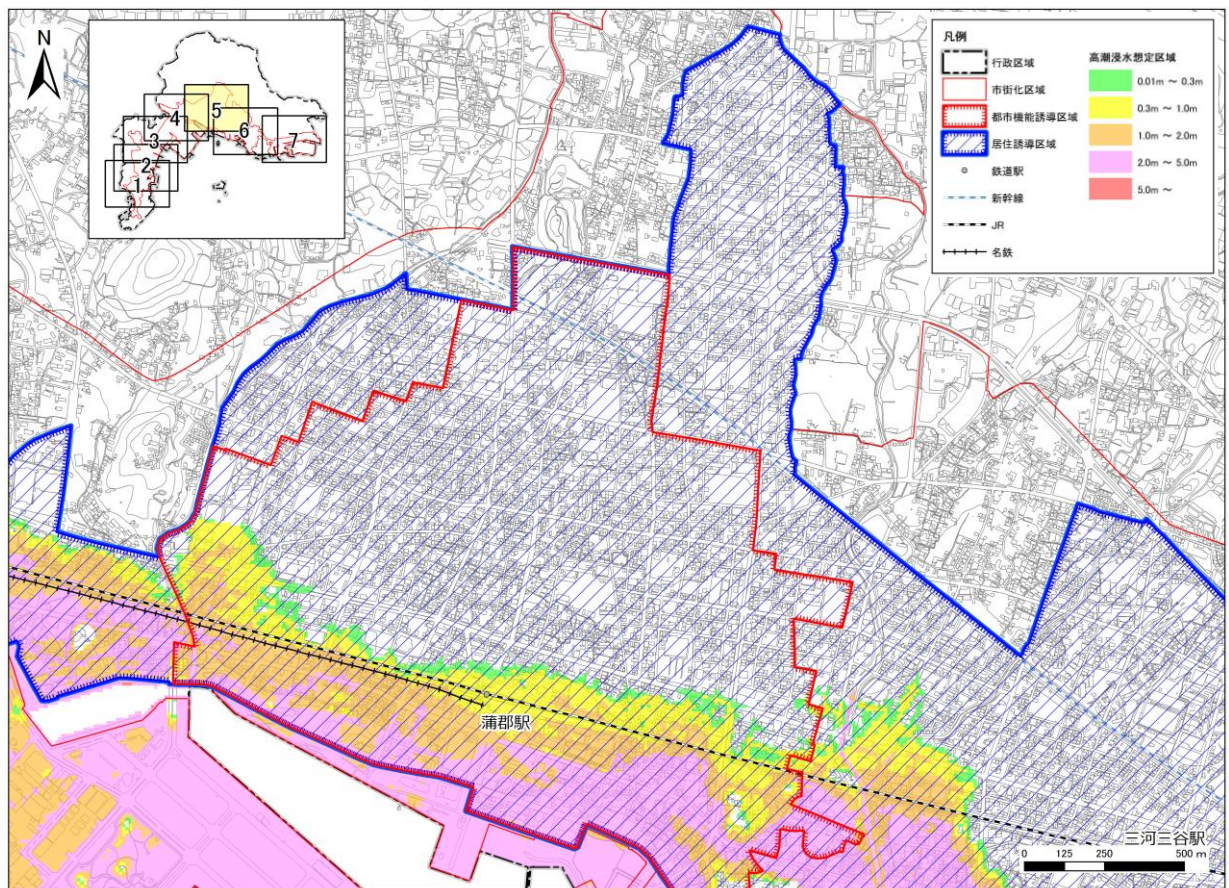 N
1
2
3
4
5
6
7
凡例
行政区域
市街化区域
都市機能誘導区域
居住誘導区域
鉄道駅
新幹線
JR
名鉄
高潮浸水想定区域
0.01m ～ 0.3m
0.3m ～ 1.0m
1.0m ～ 2.0m
2.0m ～ 5.0m
5.0m ～
蒲郡駅
三河三谷駅
0 125 250 500 m